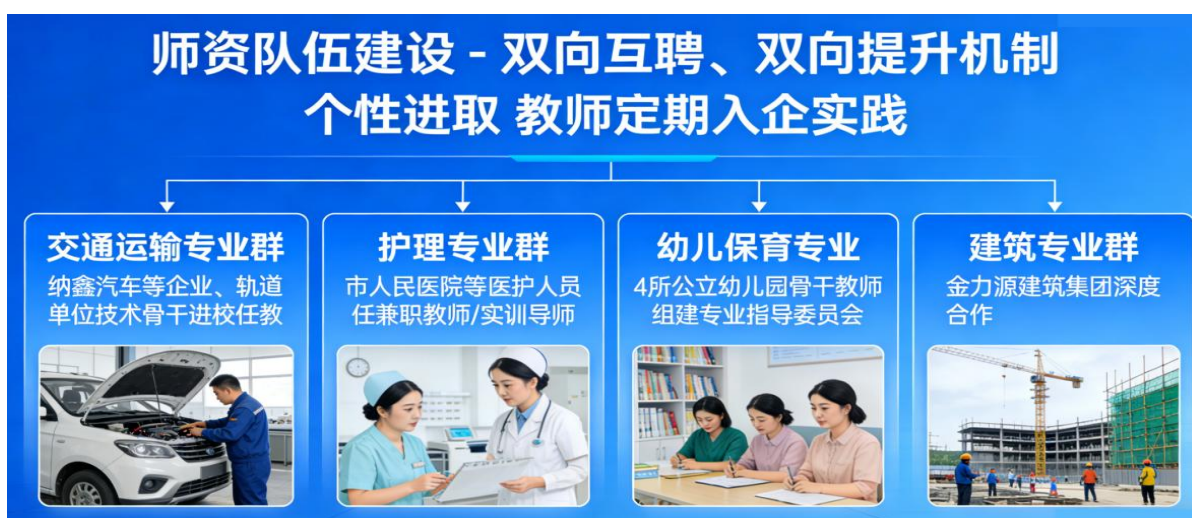 师资队伍建设 - 双向互聘、双向提升机制
个性进取 教师定期入企实践
交通运输专业群
纳鑫汽车等企业、轨道
单位技术骨干进校任教
护理专业群
市人民医院等医护人员
任兼职教师/实训导师
幼儿保育专业
4所公立幼儿园骨干教师
组建专业指导委员会
建筑专业群
金力源建筑集团深度
合作